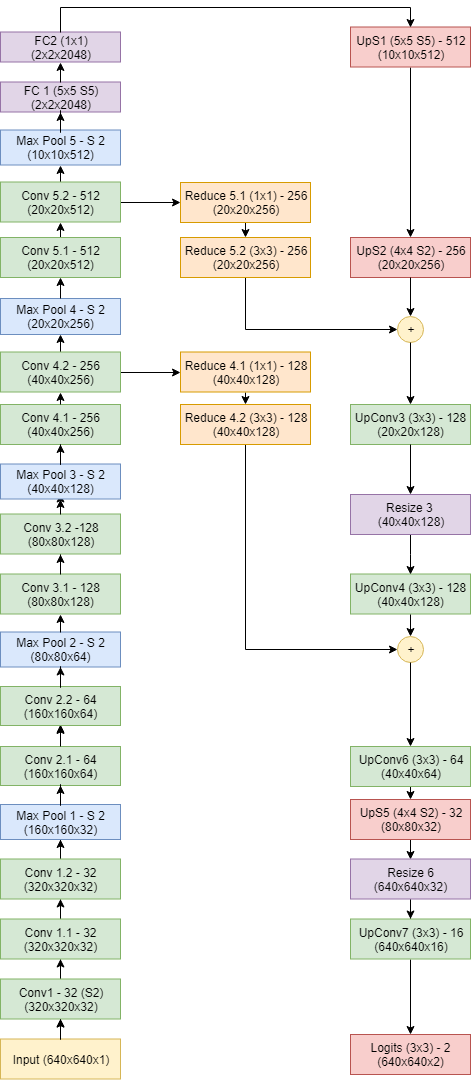 FC2 (1x1)
(2x2x2048)
FC 1 (5x5 S5)
(2x2x2048)
Max Pool 5 - S 2
(10x10x512)
Conv 5.2 - 512
(20x20x512)
Conv 5.1 - 512
(20x20x512)
Max Pool 4 - S 2
(20x20x256)
Conv 4.2 - 256
(40x40x256)
Conv 4.1 - 256
(40x40x256)
Max Pool 3 - S 2
(40x40x128)
Conv 3.2 -128
(80x80x128)
Conv 3.1 - 128
(80x80x128)
Max Pool 2 - S 2
(80x80x64)
Conv 2.2 - 64
(160x160x64)
Conv 2.1 - 64
(160x160x64)
Max Pool 1 - S 2
(160x160x32)
Conv 1.2 - 32
(320x320x32)
Conv 1.1 - 32
(320x320x32)
Conv1 - 32 (S2)
(320x320x32)
Input (640x640x1)
Reduce 5.1 (1x1) - 256
(20x20x256)
Reduce 5.2 (3x3) - 256
(20x20x256)
Reduce 4.1 (1x1) - 128
(40x40x128)
Reduce 4.2 (3x3) - 128
(40x40x128)
UpS1 (5x5 S5) - 512
(10x10x512)
UpS2 (4x4 S2) - 256
(20x20x256)
+
UpConv3 (3x3) - 128
(20x20x128)
Resize 3
(40x40x128)
UpConv4 (3x3) - 128
(40x40x128)
+
UpConv6 (3x3) - 64
(40x40x64)
UpS5 (4x4 S2) - 32
(80x80x32)
Resize 6
(640x640x32)
UpConv7 (3x3) - 16
(640x640x16)
Logits (3x3) - 2
(640x640x2)